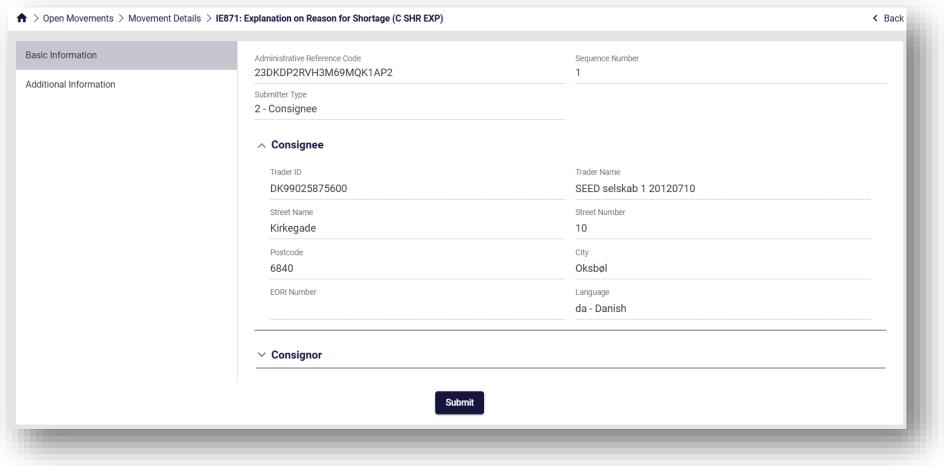 > Open Movements > Movement Details > IE871: Explanation on Reason for Shortage (C SHR EXP) < Back
Basic Information
Additional Information
Administrative Reference Code Sequence Number
23DKDP2RVH3M69MQK1AP2 1
Submitter Type
2 - Consignee
Consignee
Trader ID Trader Name
DK99025875600 SEED selskab 1 20120710
Street Name Street Number
Kirkegade 10
Postcode City
6840 Oksbøl
EORI Number Language
da - Danish
Consignor
Submit